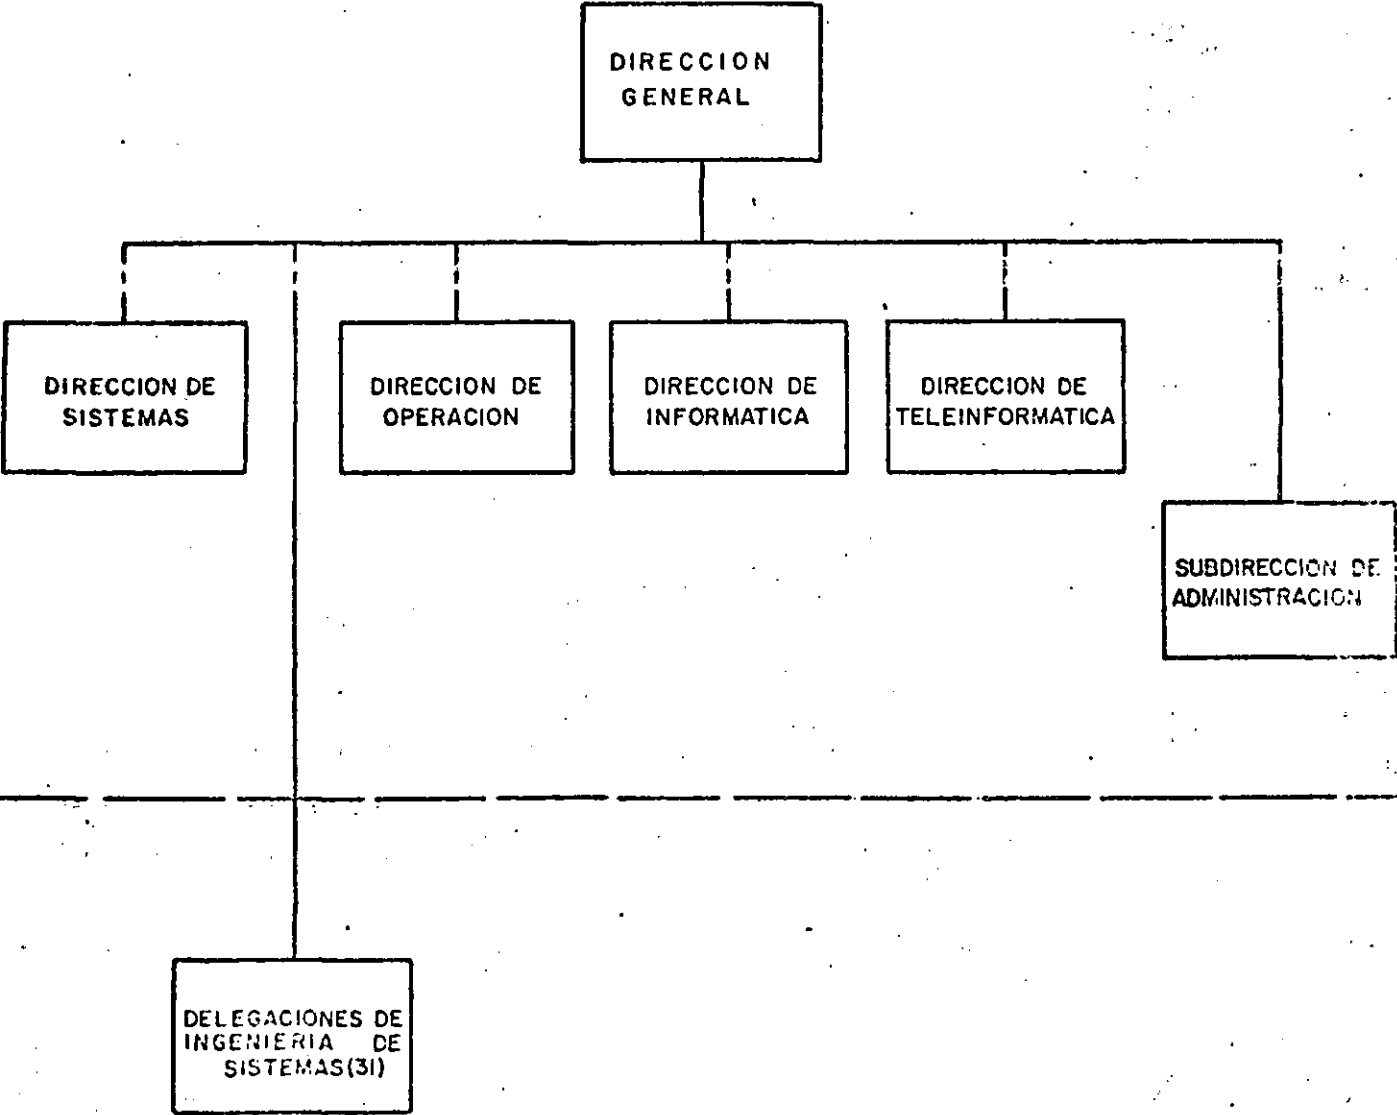 DIRECCION
GENERAL
DIRECCION DE
SISTEMAS
DIRECCION DE
OPERACION
DIRECCION DE
INFORMATICA
DIRECCION DE
TELEINFORMATICA
SUBDIRECCION DE
ADMINISTRACION
DELEGACIONES DE
INGENIERIA DE
SISTEMAS(31)